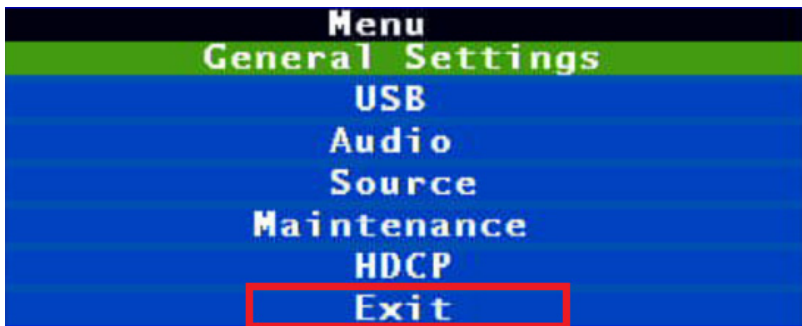 Menu
General Settings
USB
Audio
Source
Maintenance
HDCP
Exit